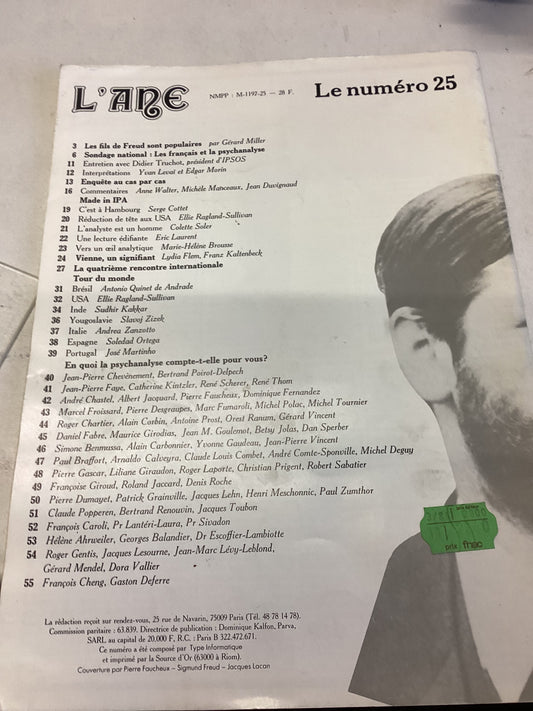 L'ANE NMPP : M-1197-25 — 28 F. Le numéro 25
3 Les fils de Freud sont populaires par Gérard Miller
6 Sondage national : Les français et la psychanalyse
11 Entretien avec Didier Truchot, président d'IPSOS
12 Interprétations Yvan Leval et Edgar Morin
13 Enquête au cas par cas
16 Commentaires Anne Walter, Michèle Manceaux, Jean Duvignaud
Made in IPA
19 C'est à Hambourg Serge Cottet
20 Réduction de tête aux USA Ellie Ragland-Sullivan
21 L'analyste est un homme Colette Soler
22 Une lecture édifiante Eric Laurent
23 Vers un œil analytique Marie-Hélène Brousse
24 Vienne, un signifiant Lydia Flem, Franz Kaltenbeck
27 La quatrième rencontre internationale
Tour du monde
31 Brésil Antonio Quinet de Andrade
32 USA Ellie Ragland-Sullivan
34 Inde Sudhir Kakkar
36 Yougoslavie Slavoj Zizek
37 Italie Andrea Zanzotto
38 Espagne Soledad Ortega
39 Portugal José Martinho
En quoi la psychanalyse compte-t-elle pour vous?
40 Jean-Pierre Chevènement, Bertrand Poirot-Delpech
41 Jean-Pierre Faye, Catherine Kintzler, René Scherer, René Thom
42 André Chastel, Albert Jacquard, Pierre Faucheux, Dominique Fernandez
43 Marcel Froissard, Pierre Desgraupes, Marc Fumaroli, Michel Polac, Michel Tournier
44 Roger Chartier, Alain Corbin, Antoine Prost, Orest Ranum, Gérard Vincent
45 Daniel Fabre, Maurice Girodias, Jean M. Goulemot, Betsy Jolas, Dan Sperber
46 Simone Benmussa, Alain Carbonnier, Yvonne Gaudeau, Jean-Pierre Vincent
47 Paul Braffort, Arnaldo Calveyra, Claude Louis Combet, André Comte-Sponville, Michel Deguy
48 Pierre Gascar, Liliane Giraudon, Roger Laporte, Christian Prigent, Robert Sabatier
49 Françoise Giroud, Roland Jaccard, Denis Roche
50 Pierre Dumayet, Patrick Grainville, Jacques Lehn, Henri Meschonnic, Paul Zumthor
51 Claude Popperen, Bertrand Renouvin, Jacques Toubon
52 François Caroli, Pr Lantéri-Laura, Pr Sivadon
53 Hélène Ahrweiler, Georges Balandier, Dr Escoffier-Lambiotte
54 Roger Gentis, Jacques Lesourne, Jean-Marc Lévy-Leblond,
Gérard Mendel, Dora Vallier
55 François Cheng, Gaston Deferre
prix fnac
La rédaction reçoit sur rendez-vous, 25 rue de Navarin, 75009 Paris (Tél. 48 78 14 78).
Commission paritaire : 63.839. Directrice de publication : Dominique Kalfon, Parva,
SARL au capital de 20,000 F, R.C. : Paris B 322.472.671.
Ce numéro a été composé par Type Informatique
et imprimé par la Source d'Or (63000 à Riom).
Couverture par Pierre Faucheux – Sigmund Freud – Jacques Lacan